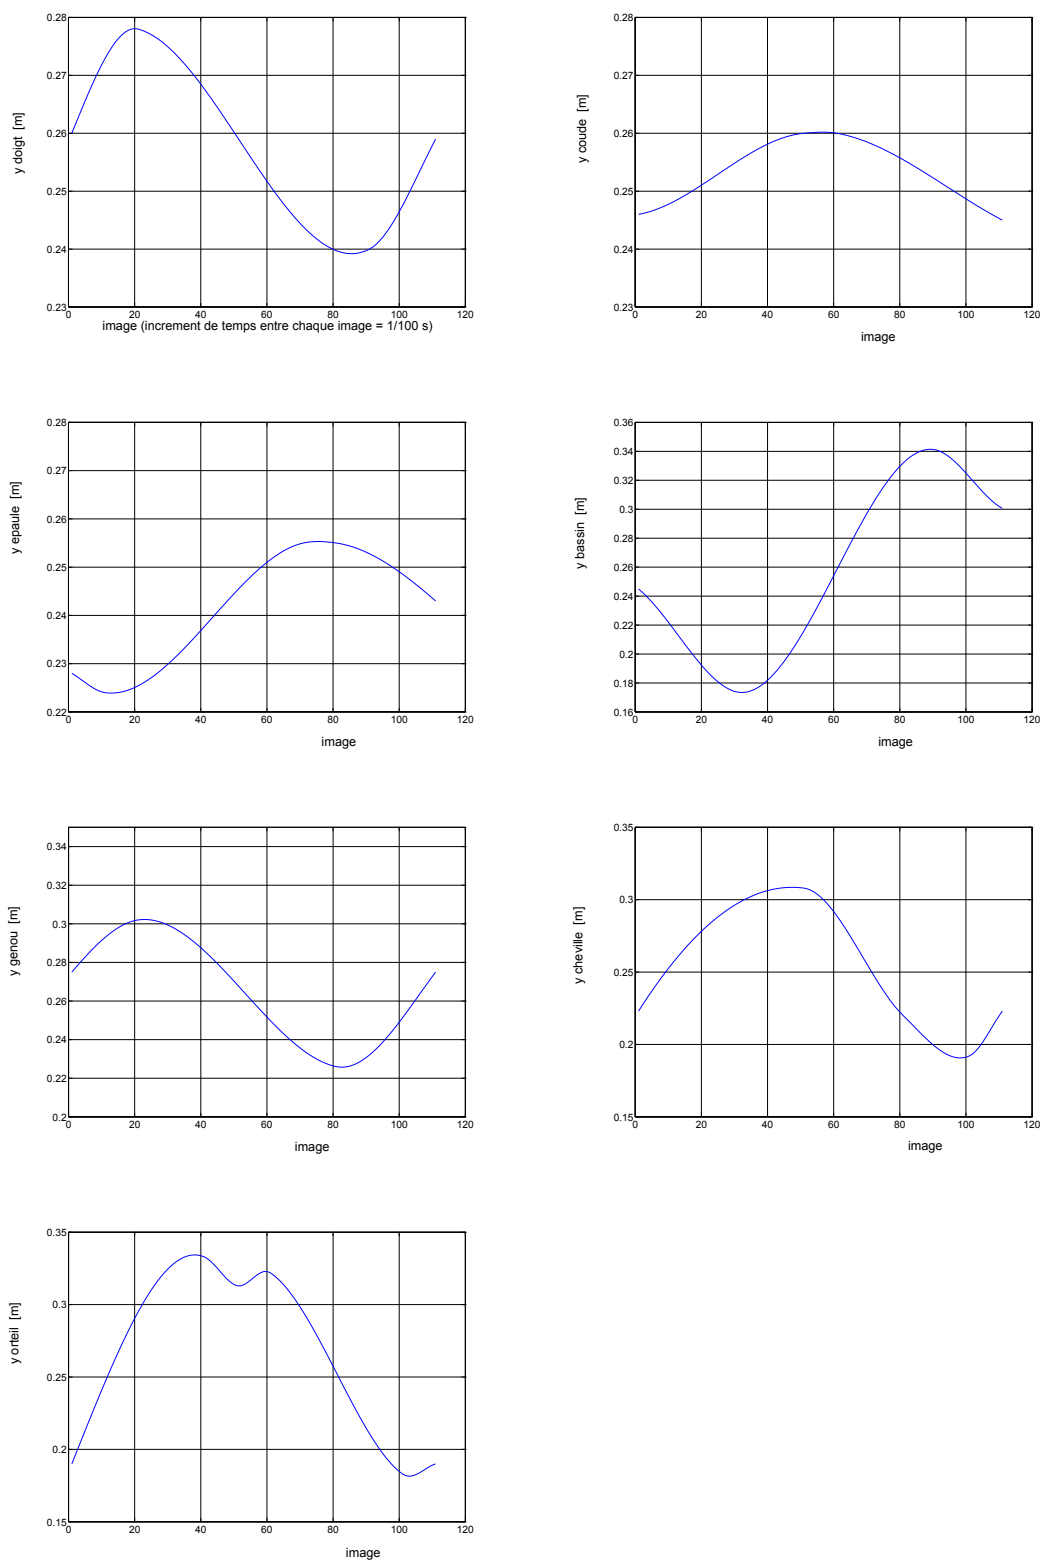 0.28
0.27
0.26
0.25
0.24
0.23
y doigt [m]
0 20 40 60 80 100 120
image (increment de temps entre chaque image = 1/100 s)
0.28
0.27
0.26
0.25
0.24
0.23
y coude [m]
0 20 40 60 80 100 120
image
0.28
0.27
0.26
0.25
0.24
0.23
0.22
y epaule [m]
0 20 40 60 80 100 120
image
0.36
0.34
0.32
0.3
0.28
0.26
0.24
0.22
0.2
0.18
0.16
y bassin [m]
0 20 40 60 80 100 120
image
0.34
0.32
0.3
0.28
0.26
0.24
0.22
0.2
y genou [m]
0 20 40 60 80 100 120
image
0.35
0.3
0.25
0.2
0.15
y cheville [m]
0 20 40 60 80 100 120
image
0.35
0.3
0.25
0.2
0.15
y orteil [m]
0 20 40 60 80 100 120
image